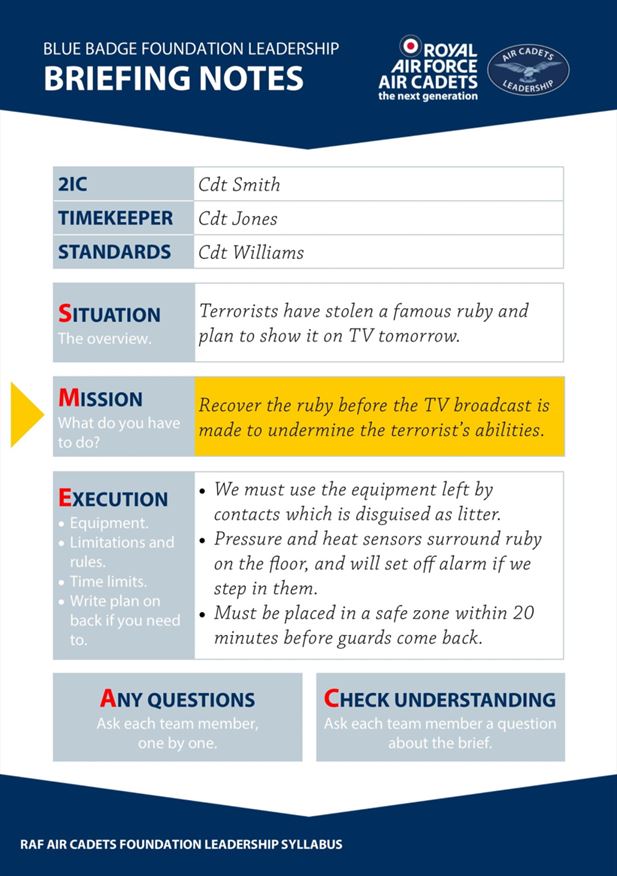 BLUE BADGE FOUNDATION LEADERSHIP
BRIEFING NOTES
ROYAL
AIR FORCE
AIR CADETS
the next generation
AIR CADETS
LEADERSHIP
2IC
Cdt Smith
TIMEKEEPER
Cdt Jones
STANDARDS
Cdt Williams
SITUATION
The overview.
Terrorists have stolen a famous ruby and
plan to show it on TV tomorrow.
MISSION
What do you have
to do?
Recover the ruby before the TV broadcast is
made to undermine the terrorist's abilities.
EXECUTION
• Equipment.
• Limitations and
rules.
• Time limits.
• Write plan on
back if you need
to.
• We must use the equipment left by
contacts which is disguised as litter.
• Pressure and heat sensors surround ruby
on the floor, and will set off alarm if we
step in them.
• Must be placed in a safe zone within 20
minutes before guards come back.
ANY QUESTIONS
Ask each team member,
one by one.
CHECK UNDERSTANDING
Ask each team member a question
about the brief.
RAF AIR CADETS FOUNDATION LEADERSHIP SYLLABUS